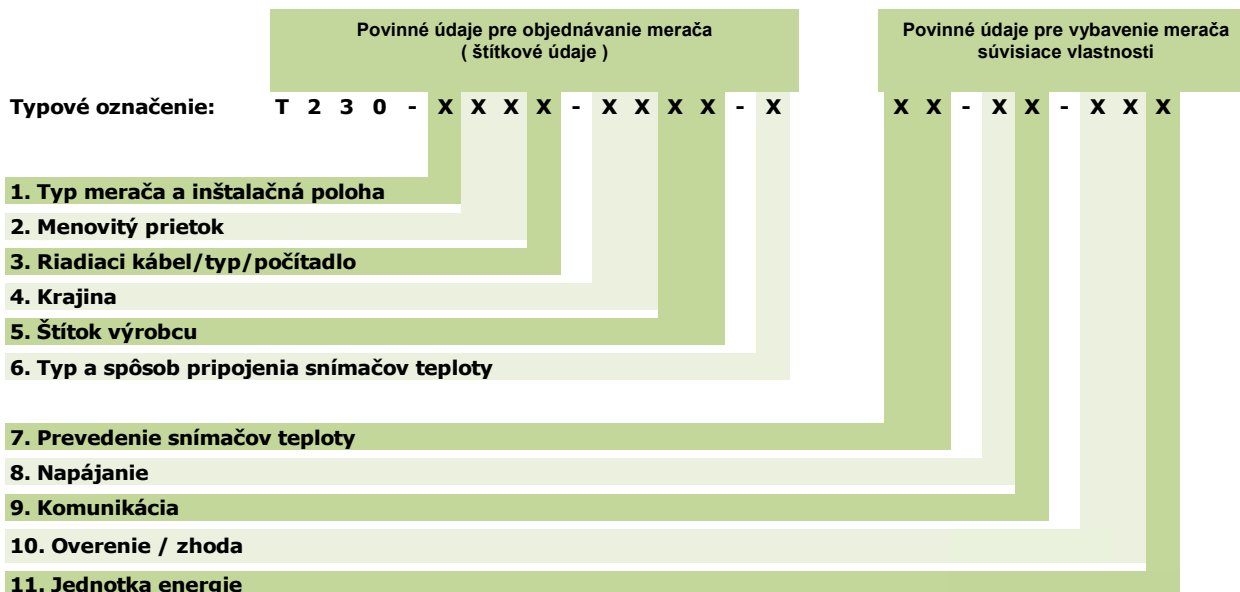 Povinné údaje pre objednávanie merača
( štítkové údaje )
Povinné údaje pre vybavenie merača
súvisiace vlastnosti
Typové označenie: T 2 3 0 - X X X X - X X X X - X X X - X X - X X X
1. Typ merača a inštalačná poloha
2. Menovitý prietok
3. Riadiaci kábel/typ/počítadlo
4. Krajina
5. Štítok výrobcu
6. Typ a spôsob pripojenia snímačov teploty
7. Prevedenie snímačov teploty
8. Napájanie
9. Komunikácia
10. Overenie / zhoda
11. Jednotka energie